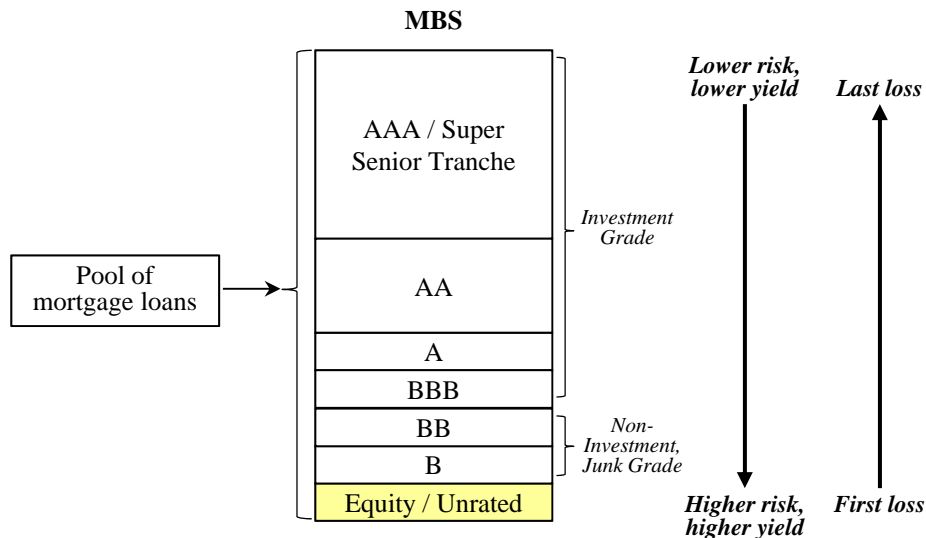 MBS
Lower risk,
lower yield
Last loss
AAA / Super
Senior Tranche
Investment
Grade
Pool of
mortgage loans
AA
A
BBB
BB
B
Non-
Investment,
Junk Grade
Equity / Unrated
Higher risk,
higher yield
First loss